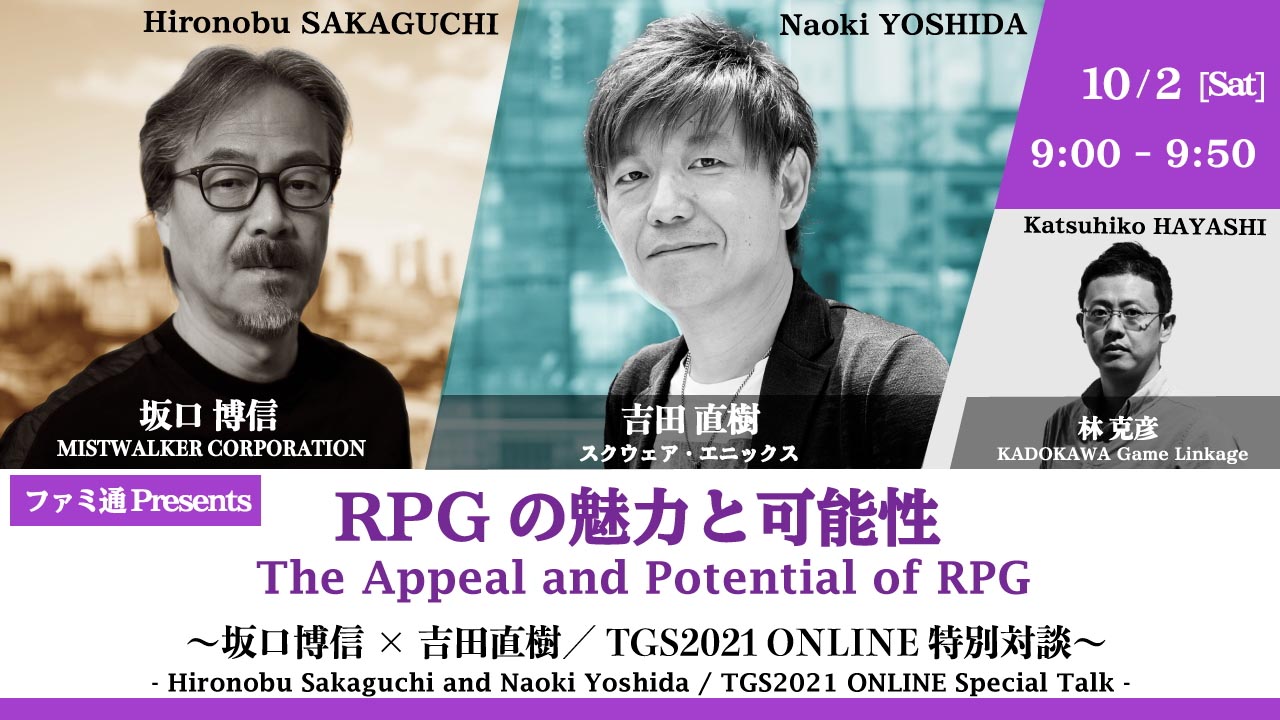 Hironobu SAKAGUCHI
Naoki YOSHIDA
10/2 [Sat]
9:00 - 9:50
Katsuhiko HAYASHI
坂口 博信
MISTWALKER CORPORATION
吉田 直樹
スクウェア・エニックス
林 克彦
KADOKAWA Game Linkage
ファミ通 Presents
RPG の魅力と可能性
The Appeal and Potential of RPG
～坂口博信 × 吉田直樹／ TGS2021 ONLINE 特別対談～
- Hironobu Sakaguchi and Naoki Yoshida / TGS2021 ONLINE Special Talk -